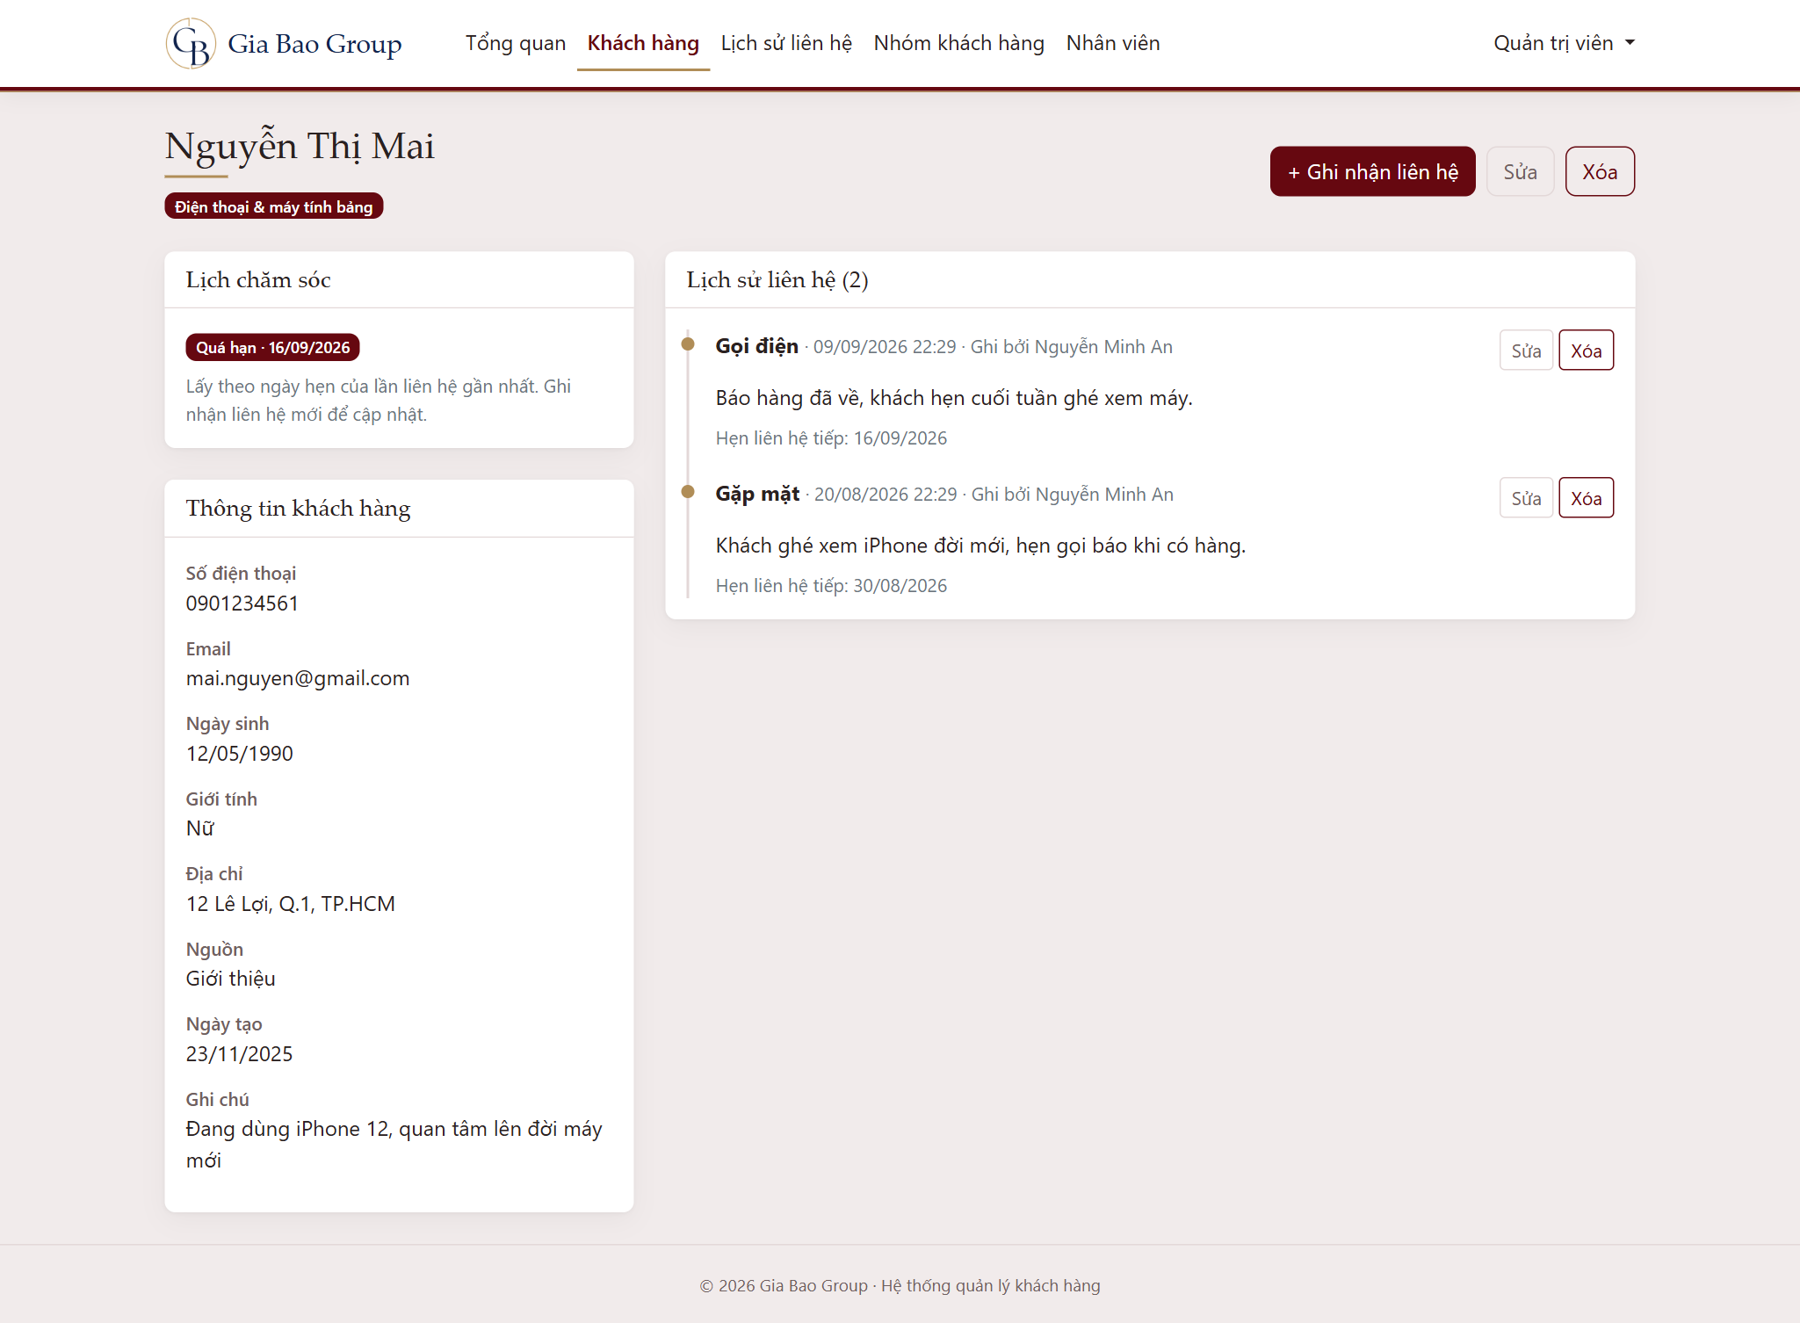 GB Gia Bao Group
Tổng quan
Khách hàng
Lịch sử liên hệ
Nhóm khách hàng
Nhân viên
Quản trị viên
Nguyễn Thị Mai
Điện thoại & máy tính bảng
+ Ghi nhận liên hệ
Sửa
Xóa
Lịch chăm sóc
Quá hạn · 16/09/2026
Lấy theo ngày hẹn của lần liên hệ gần nhất. Ghi
nhận liên hệ mới để cập nhật.
Thông tin khách hàng
Số điện thoại
0901234561
Email
mai.nguyen@gmail.com
Ngày sinh
12/05/1990
Giới tính
Nữ
Địa chỉ
12 Lê Lợi, Q.1, TP.HCM
Nguồn
Giới thiệu
Ngày tạo
23/11/2025
Ghi chú
Đang dùng iPhone 12, quan tâm lên đời máy
mới
Lịch sử liên hệ (2)
Gọi điện · 09/09/2026 22:29 · Ghi bởi Nguyễn Minh An
Sửa
Xóa
Báo hàng đã về, khách hẹn cuối tuần ghé xem máy.
Hẹn liên hệ tiếp: 16/09/2026
Gặp mặt · 20/08/2026 22:29 · Ghi bởi Nguyễn Minh An
Sửa
Xóa
Khách ghé xem iPhone đời mới, hẹn gọi báo khi có hàng.
Hẹn liên hệ tiếp: 30/08/2026
© 2026 Gia Bao Group · Hệ thống quản lý khách hàng